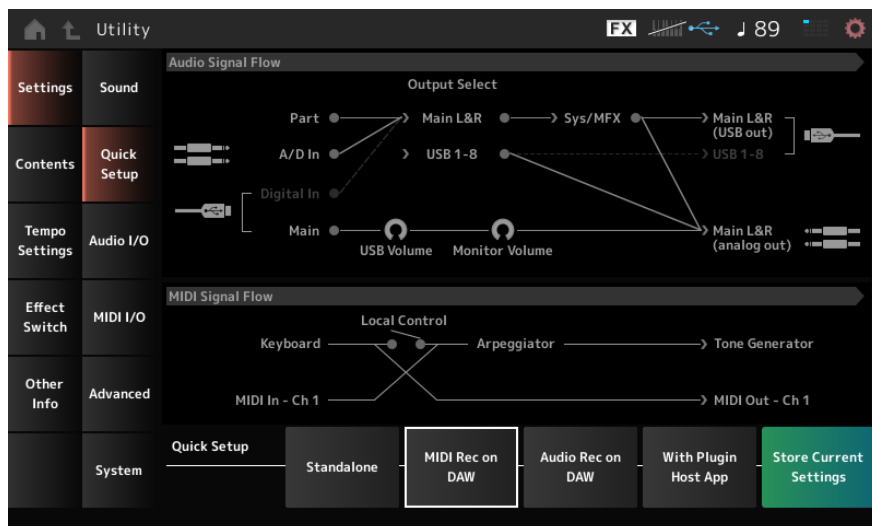 Utility
FX
89
Settings
Contents
Tempo
Settings
Effect
Switch
Other
Info
Sound
Quick
Setup
Audio I/O
MIDI I/O
Advanced
System
Audio Signal Flow
Output Select
Part
Main L&R
Sys/MFX
Main L&R
(USB out)
A/D In
USB 1-8
USB 1-8
Digital In
Main
USB Volume
Monitor Volume
Main L&R
(analog out)
MIDI Signal Flow
Local Control
Keyboard
Arpeggiator
Tone Generator
MIDI In - Ch 1
MIDI Out - Ch 1
Quick Setup
Standalone
MIDI Rec on
DAW
Audio Rec on
DAW
With Plugin
Host App
Store Current
Settings